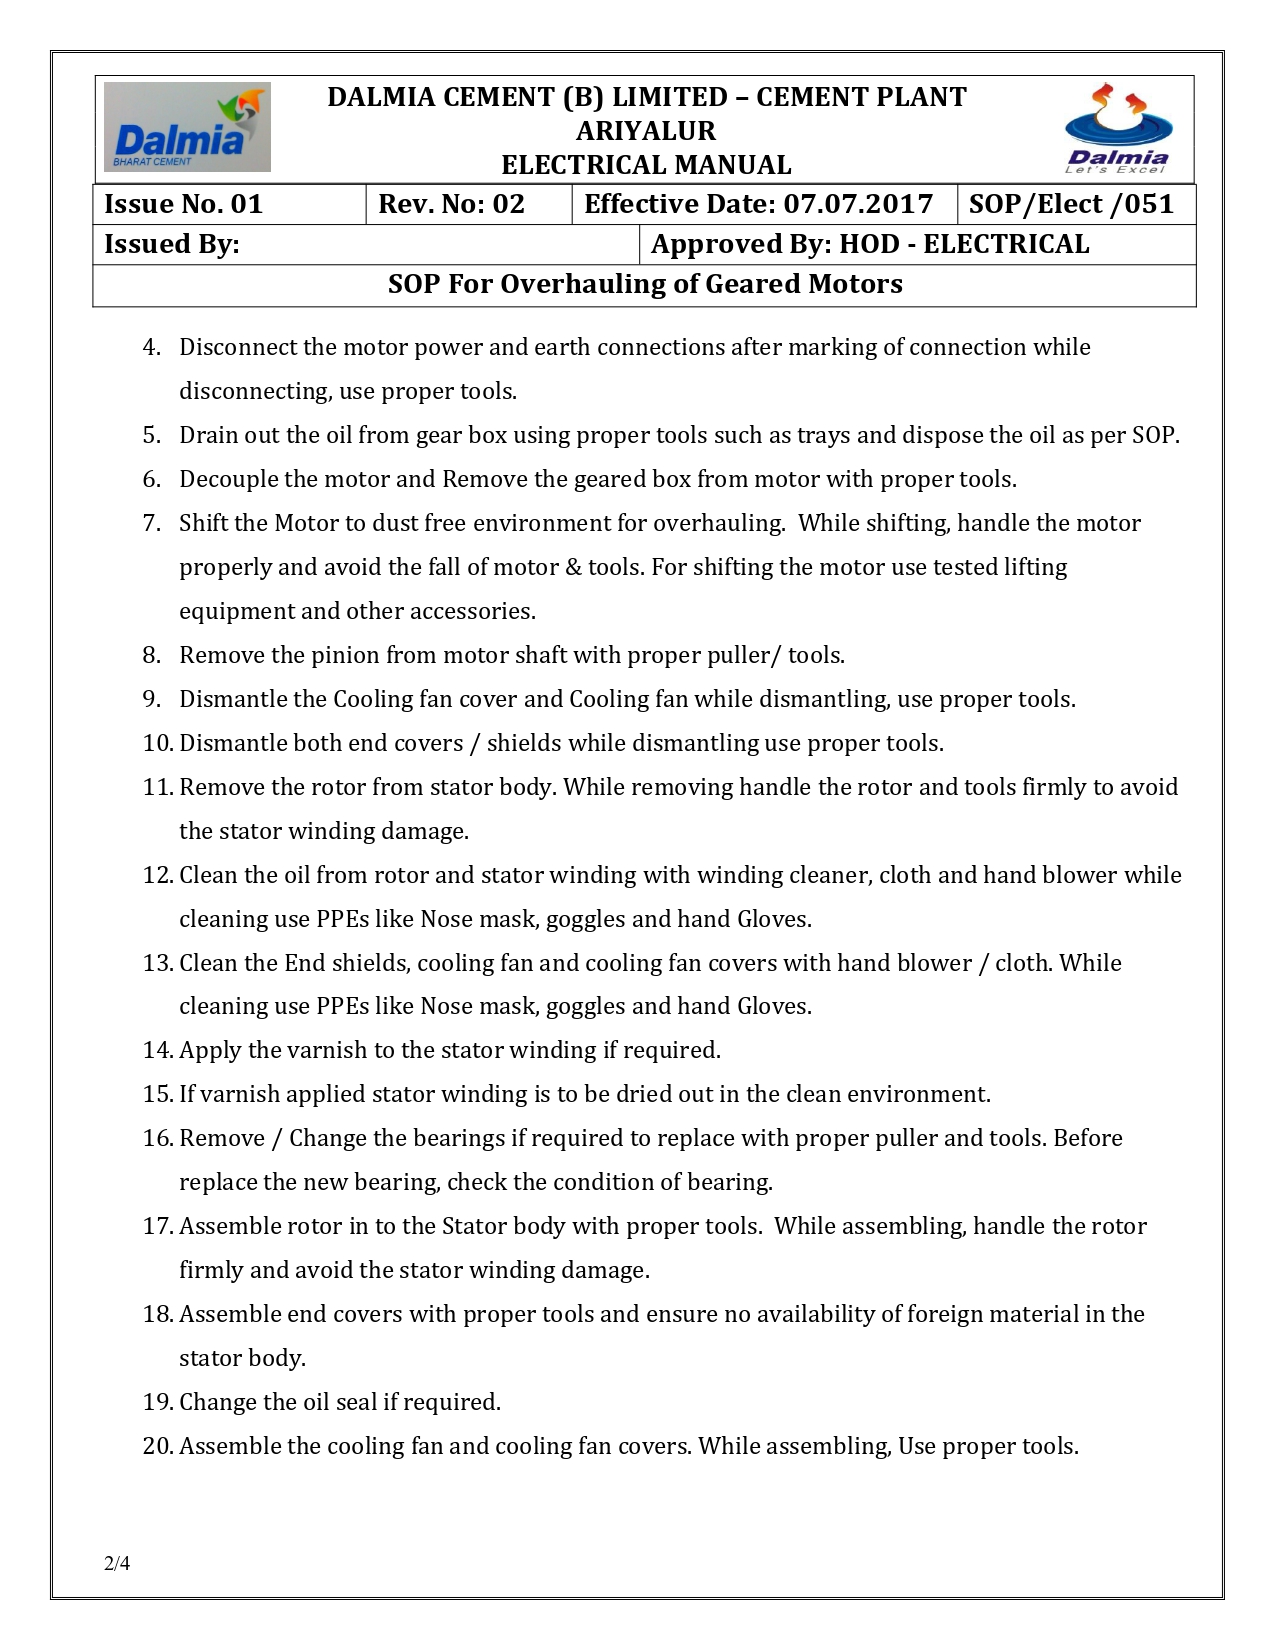 Dalmia
BHARAT CEMENT
DALMIA CEMENT (B) LIMITED – CEMENT PLANT
ARIYALUR
ELECTRICAL MANUAL
Dalmia
Let's Excel
Issue No. 01 Rev. No: 02 Effective Date: 07.07.2017 SOP/Elect /051
Issued By: Approved By: HOD - ELECTRICAL
SOP For Overhauling of Geared Motors
4. Disconnect the motor power and earth connections after marking of connection while
disconnecting, use proper tools.
5. Drain out the oil from gear box using proper tools such as trays and dispose the oil as per SOP.
6. Decouple the motor and Remove the geared box from motor with proper tools.
7. Shift the Motor to dust free environment for overhauling. While shifting, handle the motor
properly and avoid the fall of motor & tools. For shifting the motor use tested lifting
equipment and other accessories.
8. Remove the pinion from motor shaft with proper puller/ tools.
9. Dismantle the Cooling fan cover and Cooling fan while dismantling, use proper tools.
10. Dismantle both end covers / shields while dismantling use proper tools.
11. Remove the rotor from stator body. While removing handle the rotor and tools firmly to avoid
the stator winding damage.
12. Clean the oil from rotor and stator winding with winding cleaner, cloth and hand blower while
cleaning use PPEs like Nose mask, goggles and hand Gloves.
13. Clean the End shields, cooling fan and cooling fan covers with hand blower / cloth. While
cleaning use PPEs like Nose mask, goggles and hand Gloves.
14. Apply the varnish to the stator winding if required.
15. If varnish applied stator winding is to be dried out in the clean environment.
16. Remove / Change the bearings if required to replace with proper puller and tools. Before
replace the new bearing, check the condition of bearing.
17. Assemble rotor in to the Stator body with proper tools. While assembling, handle the rotor
firmly and avoid the stator winding damage.
18. Assemble end covers with proper tools and ensure no availability of foreign material in the
stator body.
19. Change the oil seal if required.
20. Assemble the cooling fan and cooling fan covers. While assembling, Use proper tools.
2/4